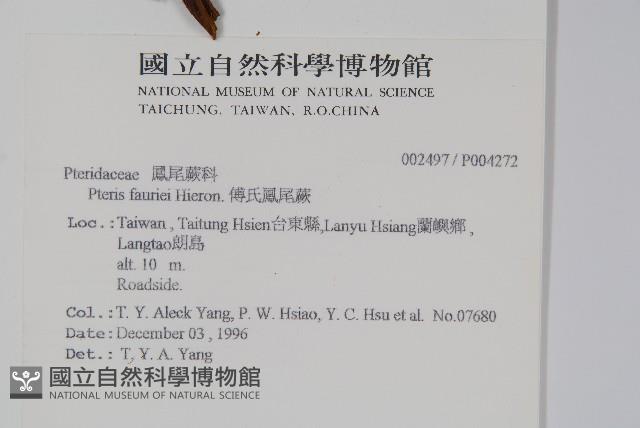 國立自然科學博物館
NATIONAL MUSEUM OF NATURAL SCIENCE
TAICHUNG, TAIWAN, R.O.CHINA
002497 / P004272
Pteridaceae 鳳尾蕨科
Pteris fauriei Hieron. 傅氏鳳尾蕨
Loc.: Taiwan , Taitung Hsien台東縣,Lanyu Hsiang蘭嶼鄉 ,
Langtao朗島
alt. 10 m.
Roadside.
Col.: T. Y. Aleck Yang, P. W. Hsiao, Y. C. Hsu et al. No.07680
Date: December 03 , 1996
Det.: T, Y. A. Yang
國立自然科學博物館
NATIONAL MUSEUM OF NATURAL SCIENCE